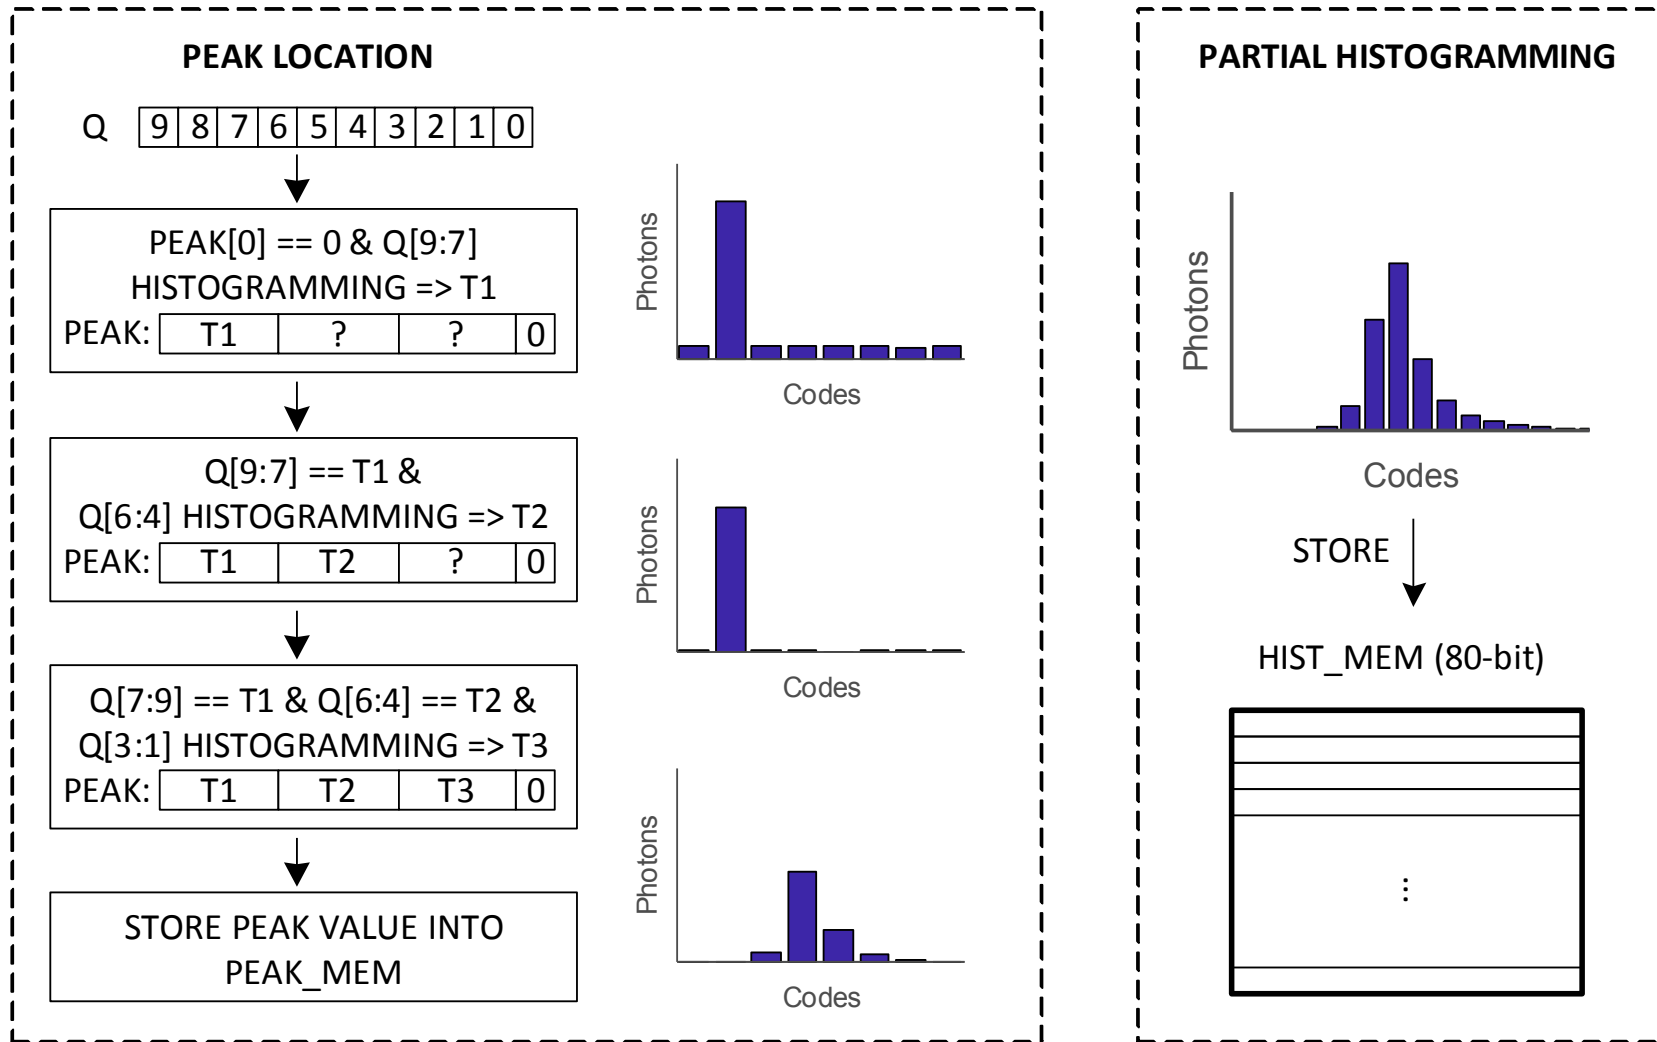 PEAK LOCATION
Q 9 8 7 6 5 4 3 2 1 0
PEAK[0] == 0 & Q[9:7]
HISTOGRAMMING => T1
PEAK: T1 ? ? 0
Photons
Codes
Q[9:7] == T1 &
Q[6:4] HISTOGRAMMING => T2
PEAK: T1 T2 ? 0
Photons
Codes
Q[7:9] == T1 & Q[6:4] == T2 &
Q[3:1] HISTOGRAMMING => T3
PEAK: T1 T2 T3 0
Photons
Codes
STORE PEAK VALUE INTO
PEAK_MEM
PARTIAL HISTOGRAMMING
Photons
Codes
STORE
HIST_MEM (80-bit)
⋮